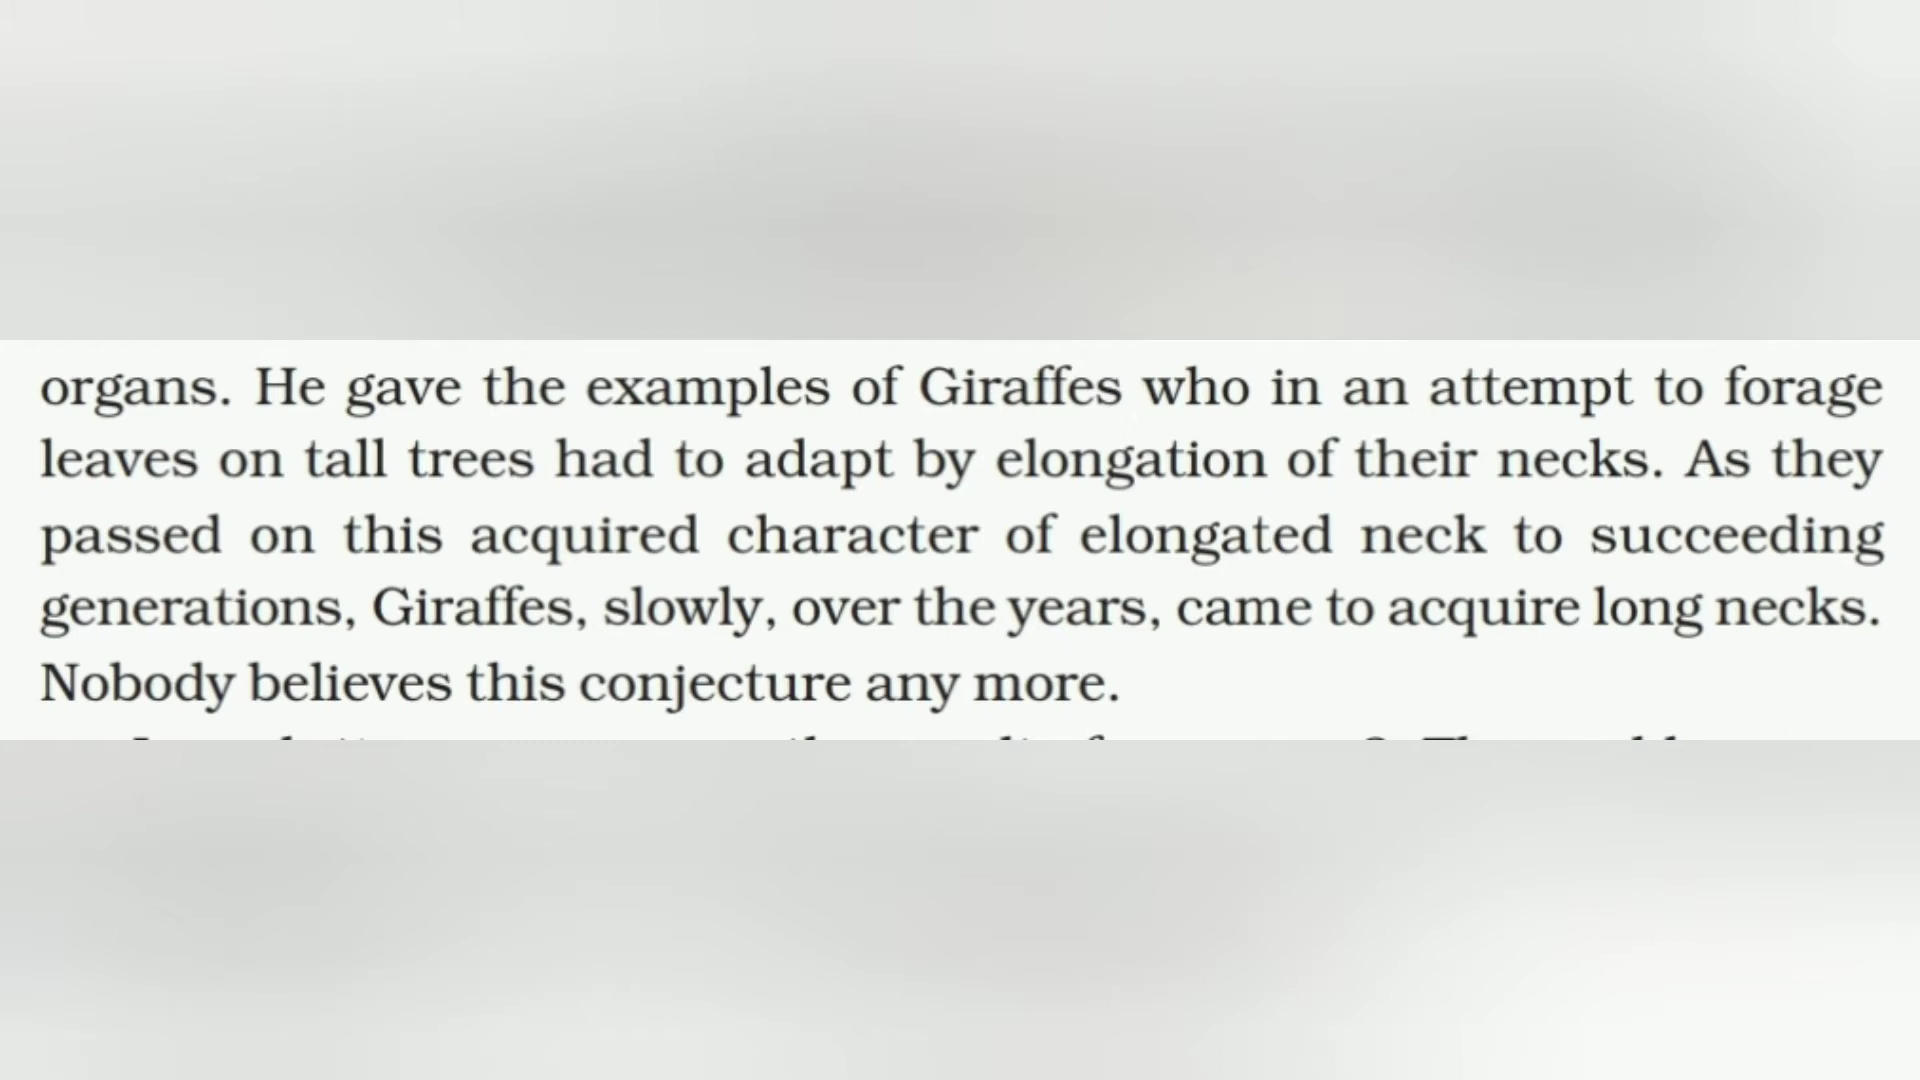 organs. He gave the examples of Giraffes who in an attempt to forage
leaves on tall trees had to adapt by elongation of their necks. As they
passed on this acquired character of elongated neck to succeeding
generations, Giraffes, slowly, over the years, came to acquire long necks.
Nobody believes this conjecture any more.